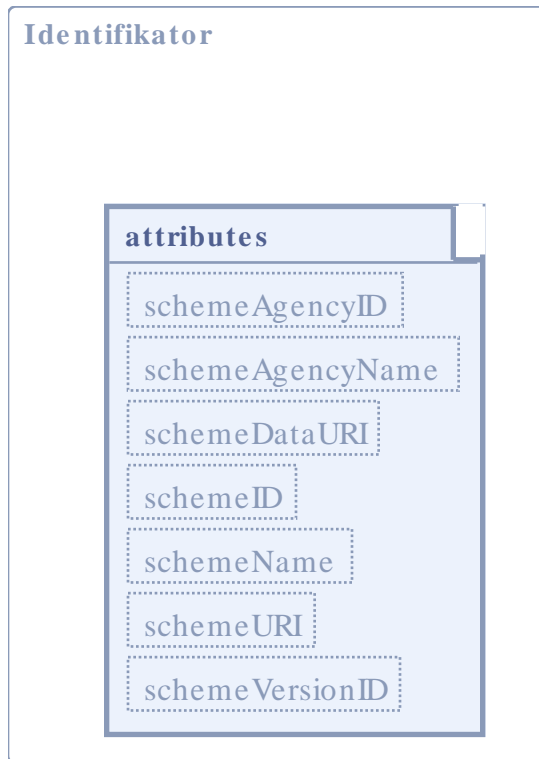 Identifikator
attributes
schemeAgencyID
schemeAgencyName
schemeDataURI
schemeID
schemeName
schemeURI
schemeVersionID